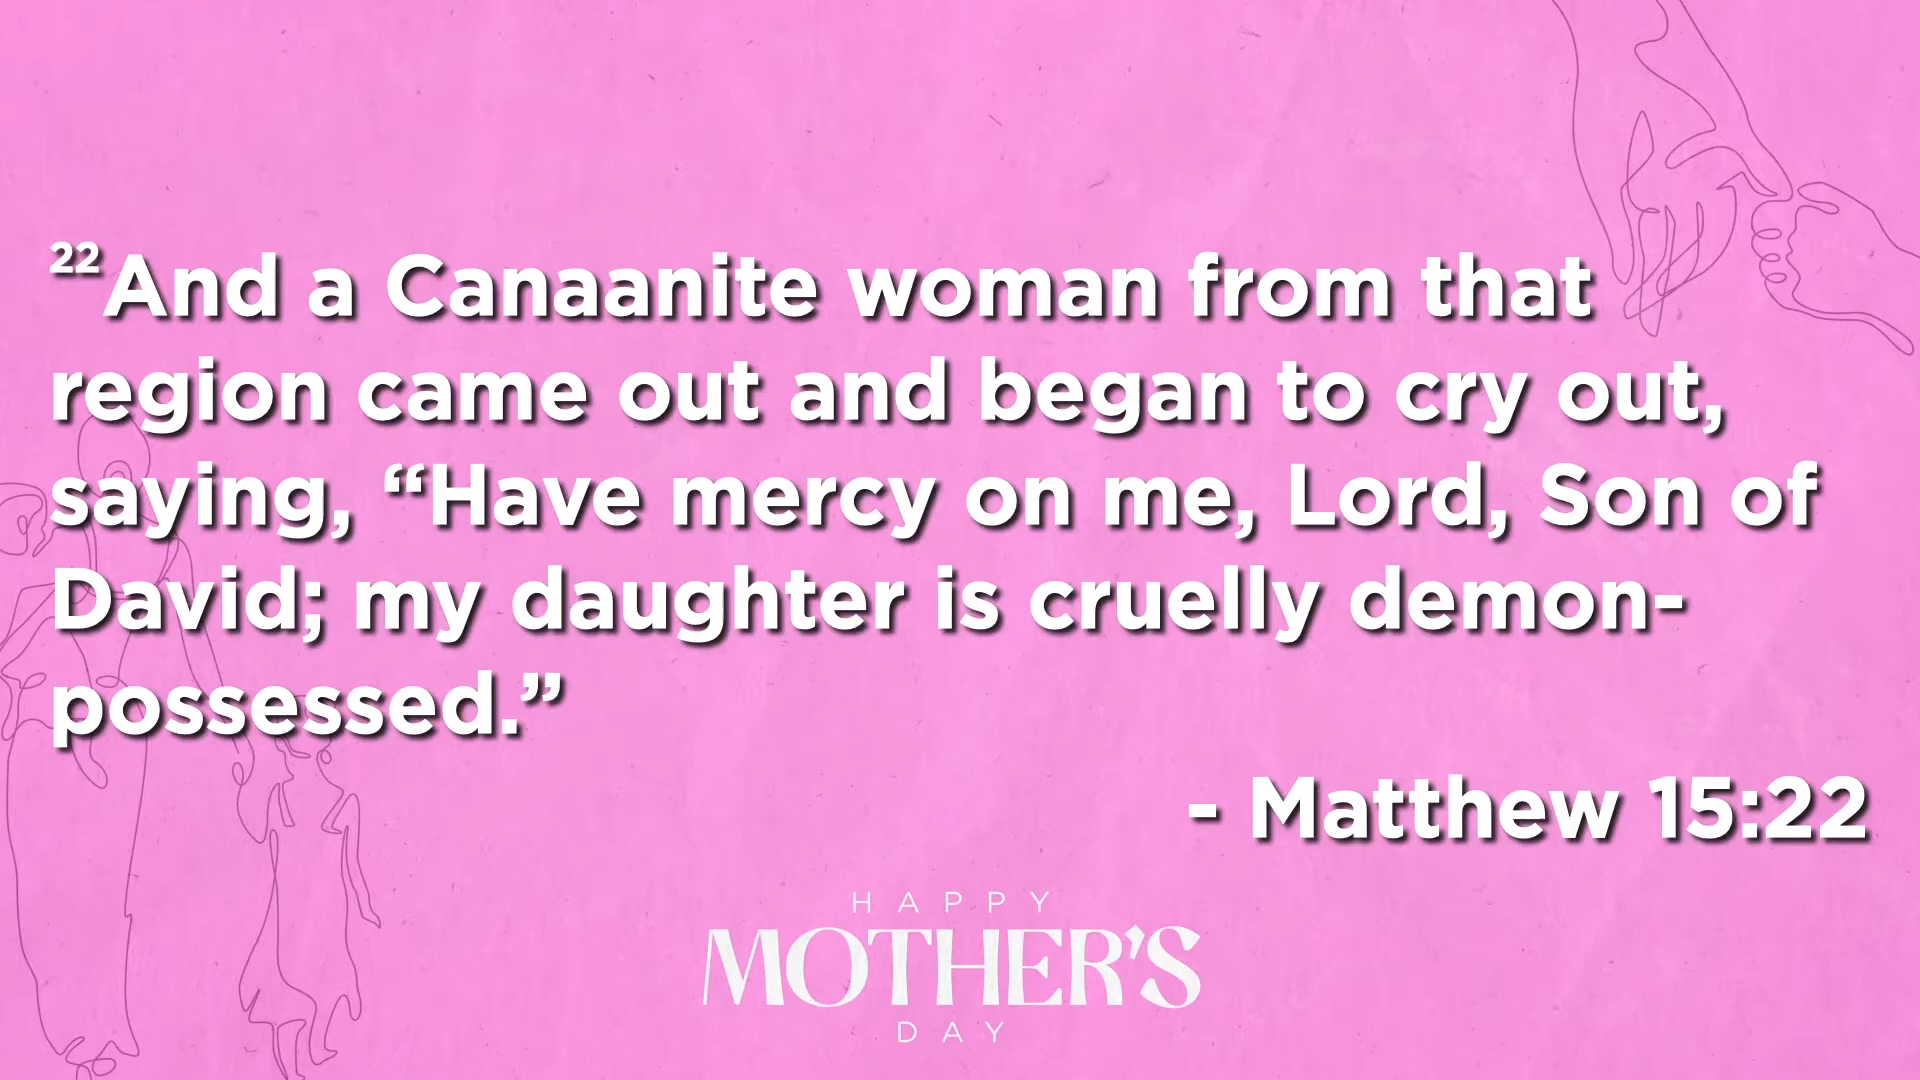 22And a Canaanite woman from that
region came out and began to cry out,
saying, “Have mercy on me, Lord, Son of
David; my daughter is cruelly demon-
possessed.”
- Matthew 15:22
HAPPY
MOTHER’S
DAY